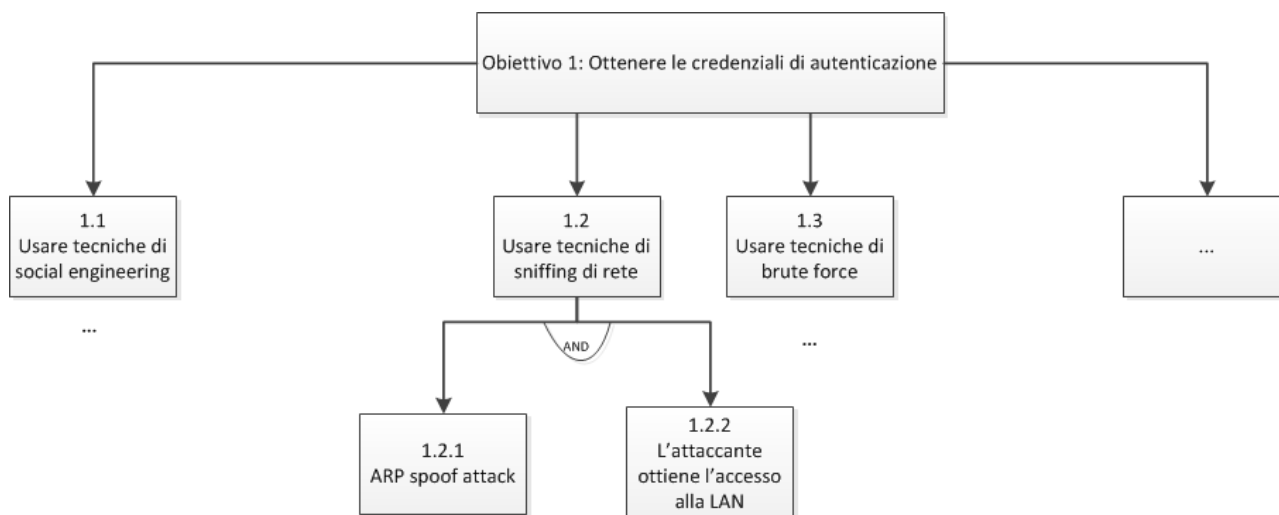 Obiettivo 1: Ottenere le credenziali di autenticazione
1.1
Usare tecniche di
social engineering
...
1.2
Usare tecniche di
sniffing di rete
1.3
Usare tecniche di
brute force
...
...
AND
1.2.1
ARP spoof attack
1.2.2
L’attaccante
ottiene l’accesso
alla LAN